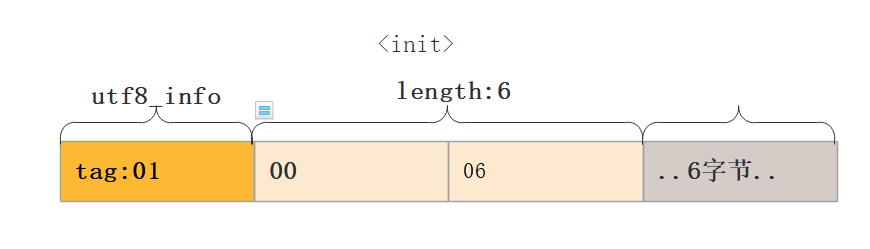 <init>
utf8_info
length:6
tag:01
00
06
..6字节..